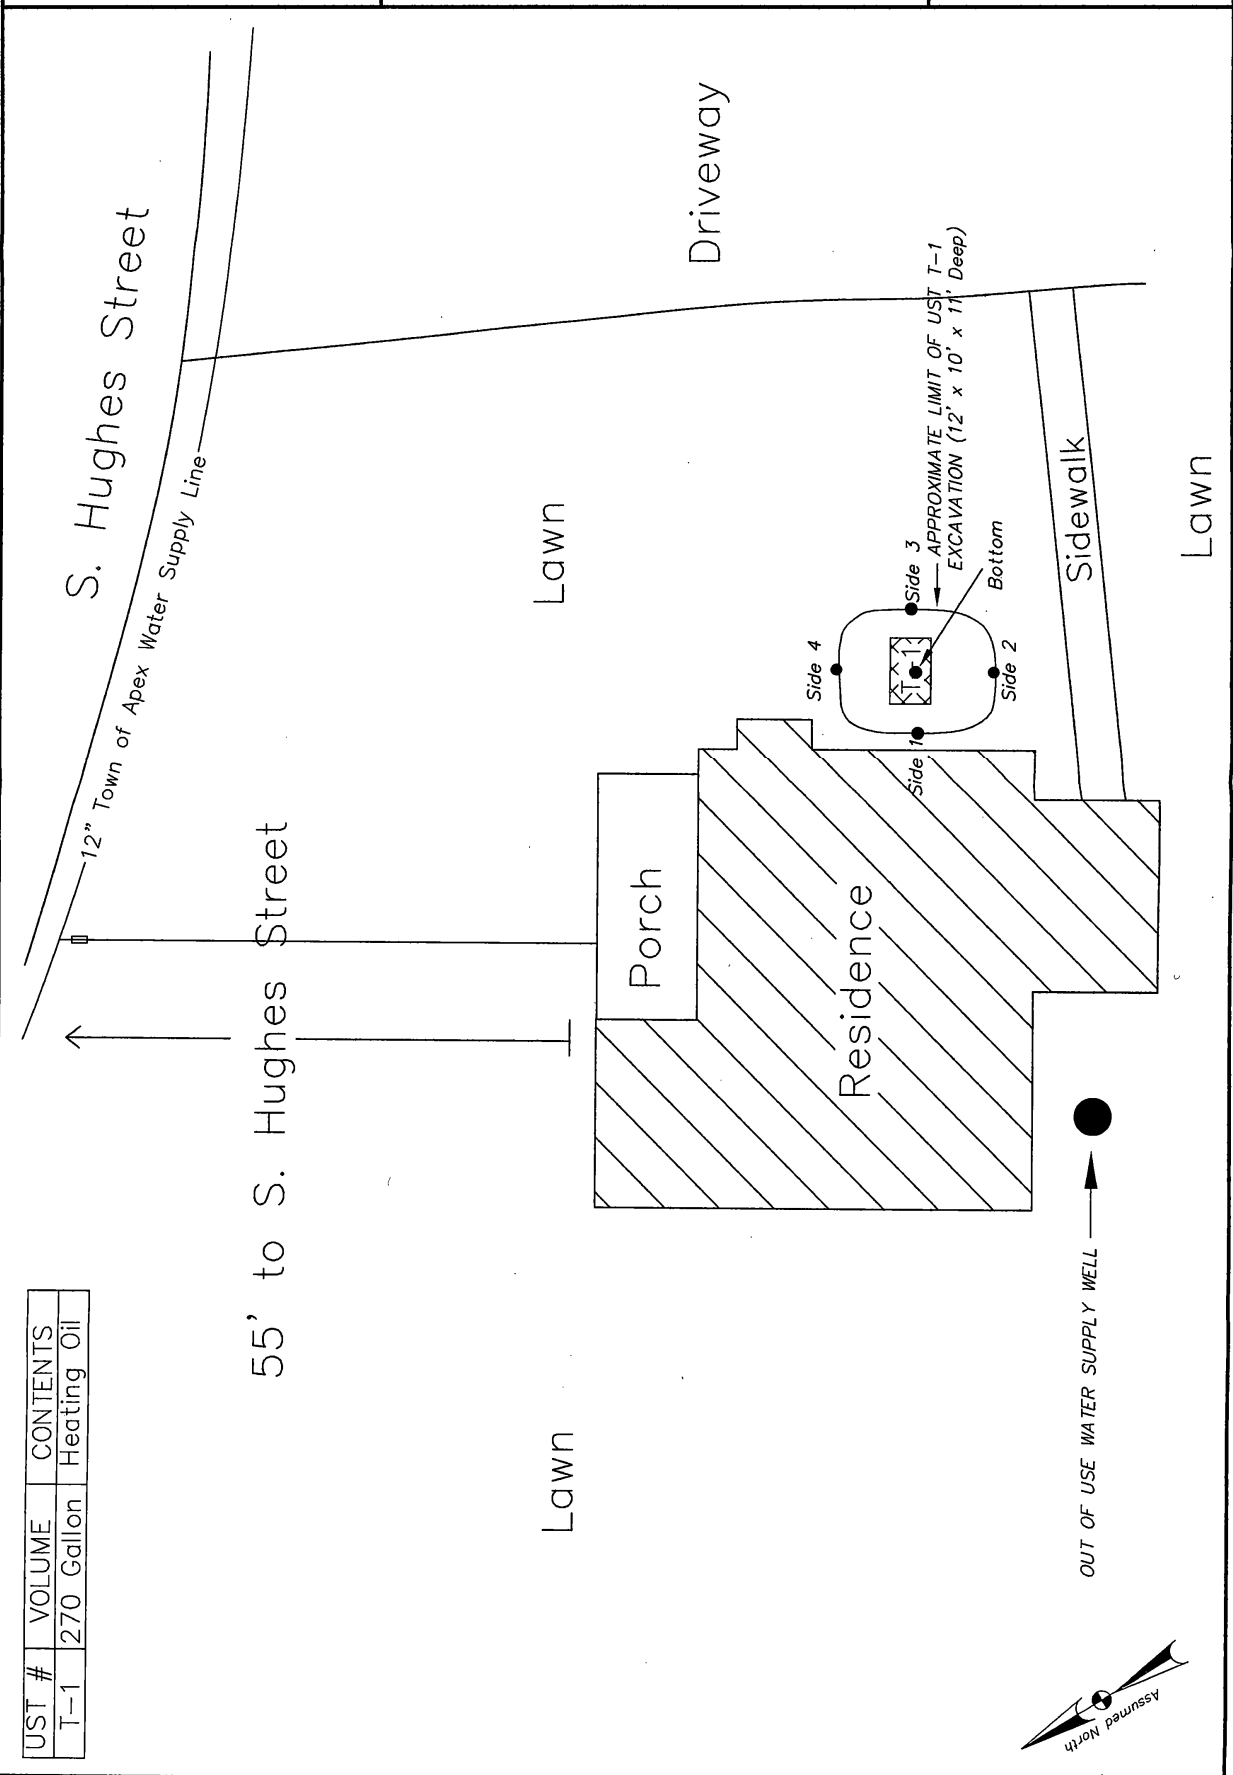 UST # VOLUME CONTENTS
T-1 270 Gallon Heating Oil
S. Hughes Street
12" Town of Apex Water Supply Line
55' to S. Hughes Street
Lawn
Lawn
Driveway
Porch
Residence
Side 4
Side 3
Side 1
Side 2
T-1
APPROXIMATE LIMIT OF UST T-1
EXCAVATION (12' x 10' x 11' Deep)
Bottom
Sidewalk
Lawn
OUT OF USE WATER SUPPLY WELL
Assumed North